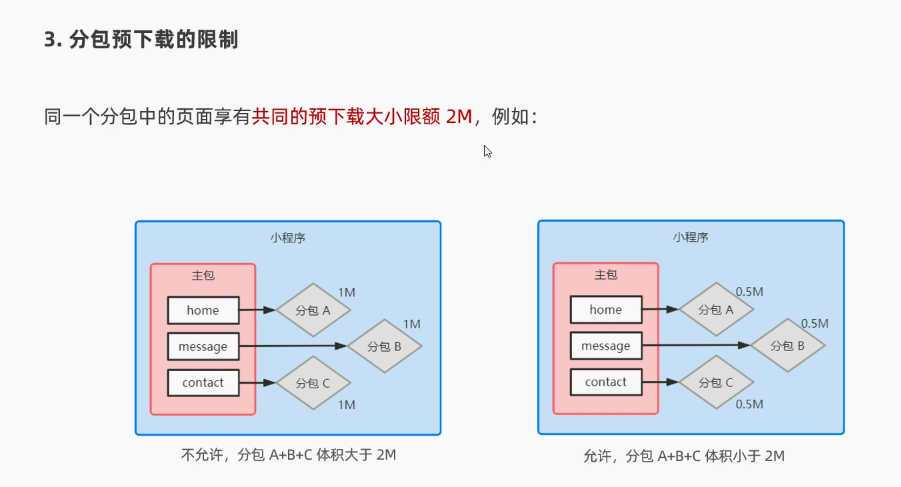 3. 分包预下载的限制
同一个分包中的页面享有共同的预下载大小限额 2M，例如：
小程序
主包
home
message
contact
分包 A
1M
分包 B
1M
分包 C
1M
不允许，分包 A+B+C 体积大于 2M
小程序
主包
home
message
contact
分包 A
0.5M
分包 B
0.5M
分包 C
0.5M
允许，分包 A+B+C 体积小于 2M